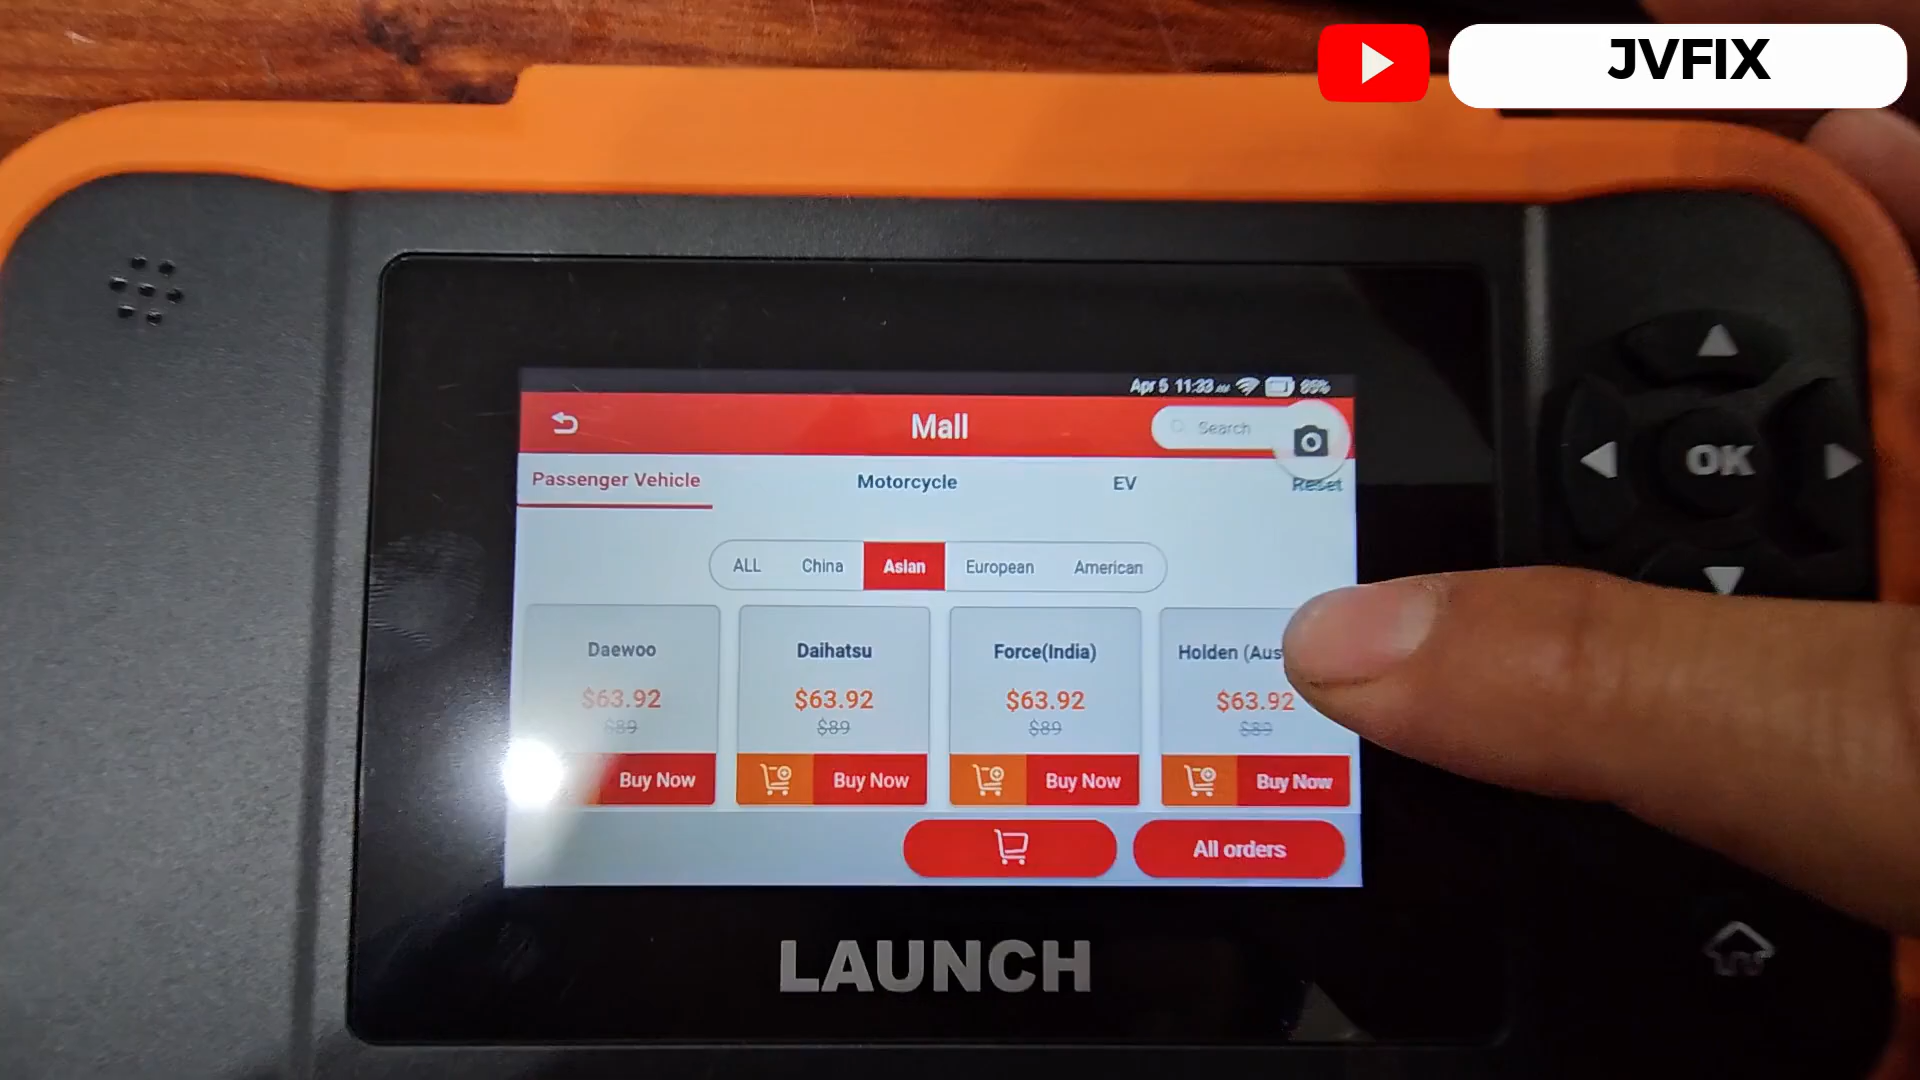 JVFIX
Apr 5 11:33 AM 85%
Mall
Search
Passenger Vehicle Motorcycle EV Reset
ALL China Asian European American
Daewoo Daihatsu Force(India) Holden (Aus
$63.92 $63.92 $63.92 $63.92
$89 $89 $89 $89
Buy Now Buy Now Buy Now Buy Now
All orders
LAUNCH
OK